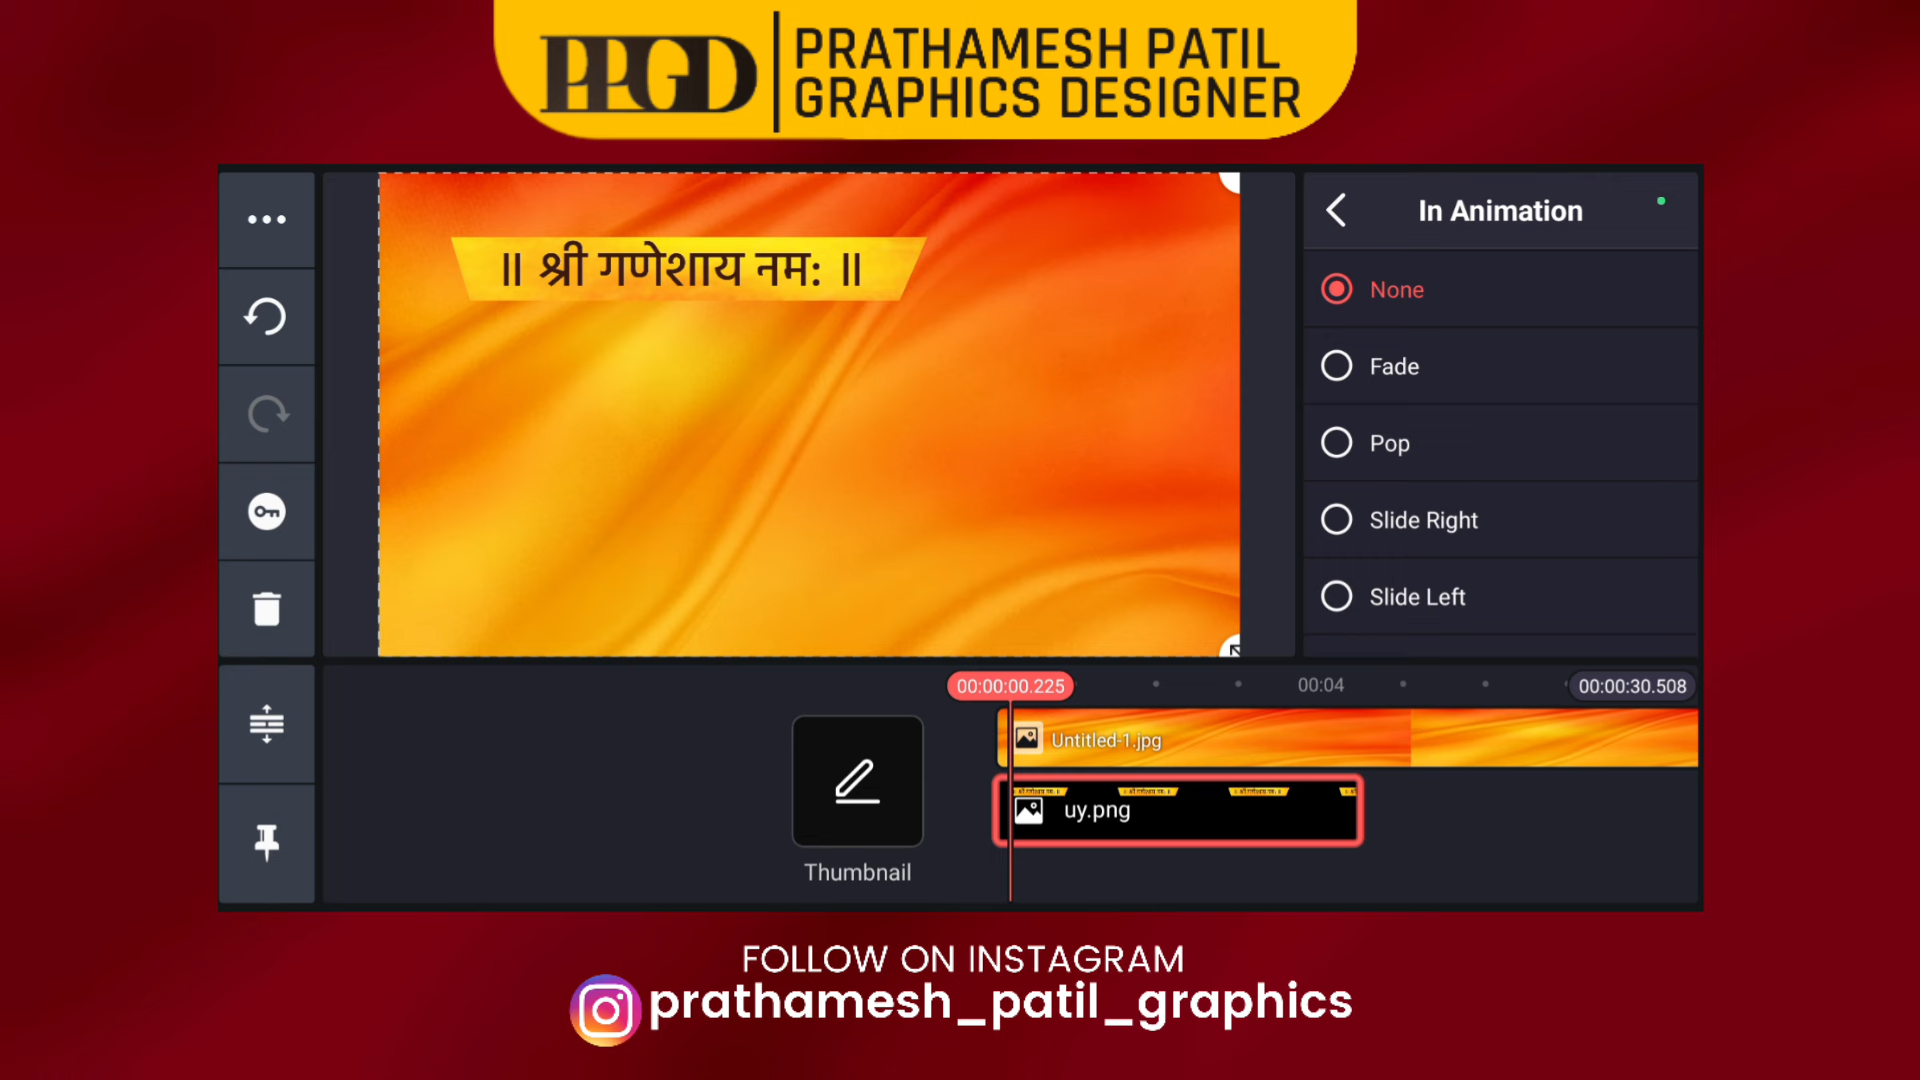 PPGD
PRATHAMESH PATIL
GRAPHICS DESIGNER
In Animation
None
Fade
Pop
Slide Right
Slide Left
॥ श्री गणेशाय नम: ॥
00:00:00.225
00:04
00:00:30.508
Untitled-1.jpg
uy.png
Thumbnail
FOLLOW ON INSTAGRAM
prathamesh_patil_graphics